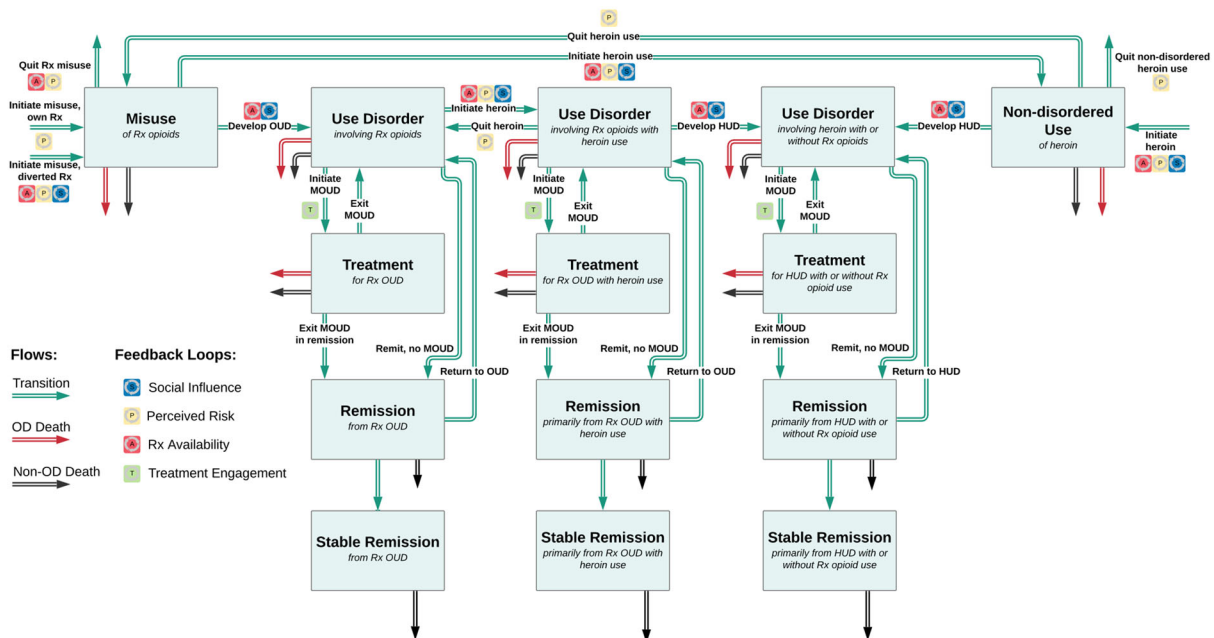 P
Quit heroin use
Initiate heroin use
A P S
Quit Rx misuse
A P
Quit non-disordered
heroin use
P
Initiate misuse,
own Rx
P
Initiate misuse,
diverted Rx
A P S
Misuse
of Rx opioids
A S
Develop OUD
Use Disorder
involving Rx opioids
A P S
Initiate heroin
Quit heroin
P
Use Disorder
involving Rx opioids with
heroin use
A S
Develop HUD
Use Disorder
involving heroin with or
without Rx opioids
A S
Develop HUD
Non-disordered
Use
of heroin
Initiate
heroin
A P S
Initiate
MOUD
T
Exit
MOUD
Initiate
MOUD
T
Exit
MOUD
Initiate
MOUD
T
Exit
MOUD
Treatment
for Rx OUD
Treatment
for Rx OUD with heroin use
Treatment
for HUD with or without Rx
opioid use
Exit MOUD
in remission
Remit, no MOUD
Return to OUD
Exit MOUD
in remission
Remit, no MOUD
Return to OUD
Exit MOUD
in remission
Remit, no MOUD
Return to HUD
Flows:
Transition
OD Death
Non-OD Death
Feedback Loops:
S Social Influence
P Perceived Risk
A Rx Availability
T Treatment Engagement
Remission
from Rx OUD
Remission
primarily from Rx OUD with
heroin use
Remission
primarily from HUD with or
without Rx opioid use
Stable Remission
from Rx OUD
Stable Remission
primarily from Rx OUD with
heroin use
Stable Remission
primarily from HUD with or
without Rx opioid use